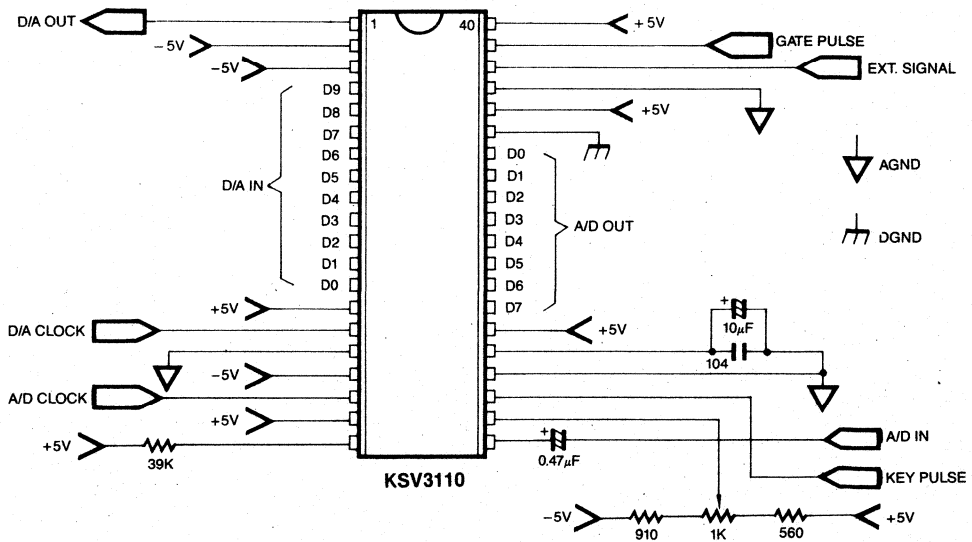 D/A OUT
1
40
+5V
-5V
GATE PULSE
-5V
EXT. SIGNAL
D9
D8
+5V
D7
D6
D0
D5
D1
AGND
D/A IN
D4
D2
D3
D3
A/D OUT
D2
D4
DGND
D1
D5
D0
D6
+5V
D7
+
10μF
D/A CLOCK
+5V
104
-5V
A/D CLOCK
+5V
+
A/D IN
+5V
39K
0.47μF
KSV3110
KEY PULSE
-5V
+5V
910
1K
560